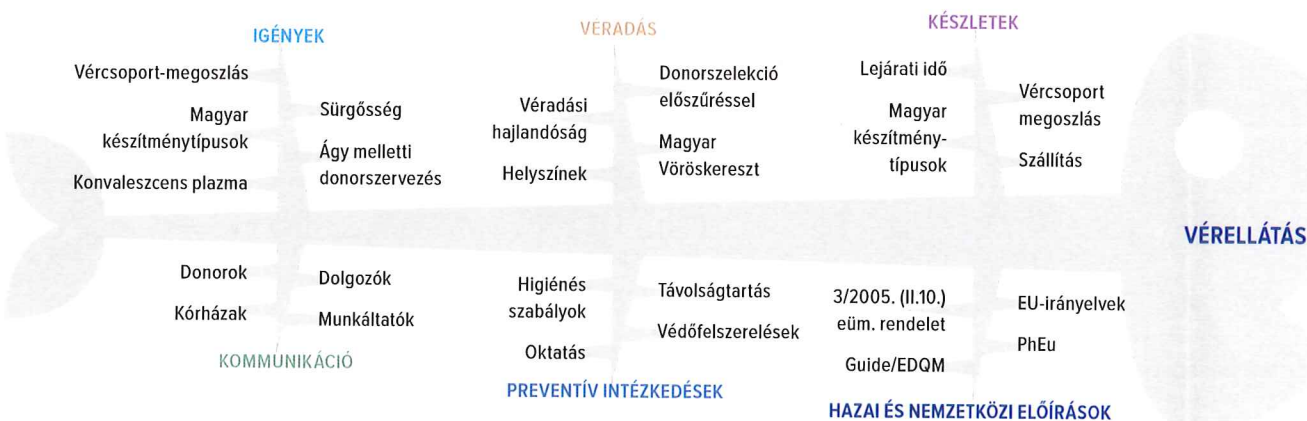 IGÉNYEK
Vércsoport-megoszlás
Magyar
készítménytípusok
Konvaleszcens plazma
Sürgősség
Ágy melletti
donorszervezés
VÉRADÁS
Véradási
hajlandóság
Helyszínek
Donorszelekció
előszűréssel
Magyar
Vöröskereszt
KÉSZLETEK
Lejárati idő
Magyar
készítmény-
típusok
Vércsoport
megoszlás
Szállítás
VÉRELLÁTÁS
Donorok
Kórházak
Dolgozók
Munkáltatók
KOMMUNIKÁCIÓ
Higiénés
szabályok
Oktatás
Távolságtartás
Védőfelszerelések
PREVENTÍV INTÉZKEDÉSEK
3/2005. (II.10.)
eüm. rendelet
Guide/EDQM
EU-irányelvek
PhEu
HAZAI ÉS NEMZETKÖZI ELŐÍRÁSOK